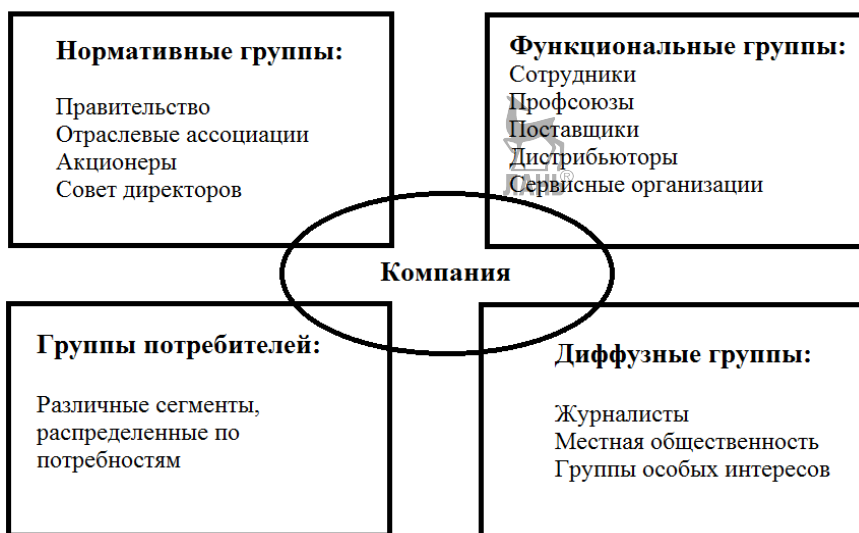 Нормативные группы:
Правительство
Отраслевые ассоциации
Акционеры
Совет директоров
Функциональные группы:
Сотрудники
Профсоюзы
Поставщики
Дистрибьюторы
Сервисные организации
ЛАНЬ®
Компания
Группы потребителей:
Различные сегменты,
распределенные по
потребностям
Диффузные группы:
Журналисты
Местная общественность
Группы особых интересов